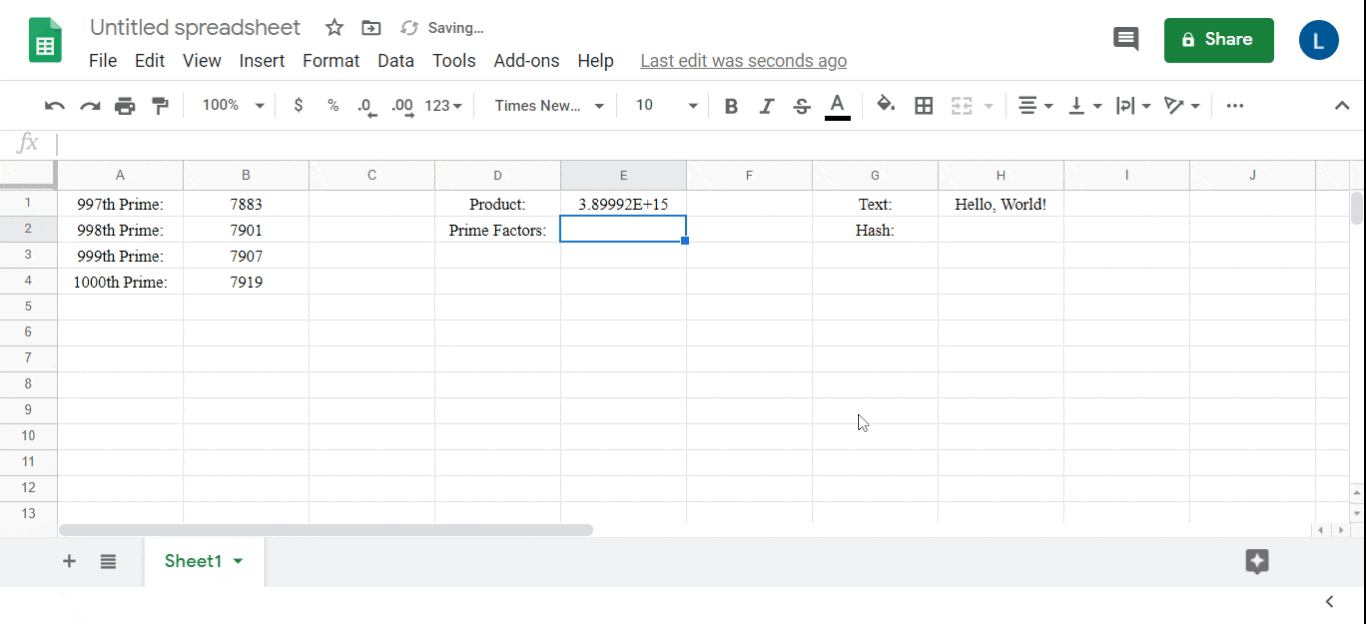 Untitled spreadsheet Saving...
Share L
File Edit View Insert Format Data Tools Add-ons Help Last edit was seconds ago
100% $ % .0 .00 123 Times New... 10 B I S A
fx
A B C D E F G H I J
1 997th Prime: 7883 Product: 3.89992E+15 Text: Hello, World!
2 998th Prime: 7901 Prime Factors: Hash:
3 999th Prime: 7907
4 1000th Prime: 7919
5
6
7
8
9
10
11
12
13
Sheet1